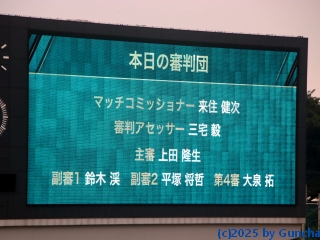 本日の審判団
マッチコミッショナー 来住 健次
審判アセッサー 三宅 毅
主審 上田 隆生
副審1 鈴木 渓 副審2 平塚 将哲 第4審 大泉 拓
(c)2025 by Guncha